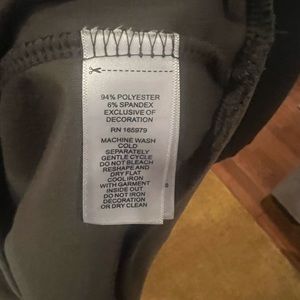 94% POLYESTER
6% SPANDEX
EXCLUSIVE OF
DECORATION
RN 165979
MACHINE WASH
COLD
SEPARATELY
GENTLE CYCLE
DO NOT BLEACH
RESHAPE AND
DRY FLAT
COOL IRON
WITH GARMENT
INSIDE OUT
DO NOT IRON
DECORATION
OR DRY CLEAN